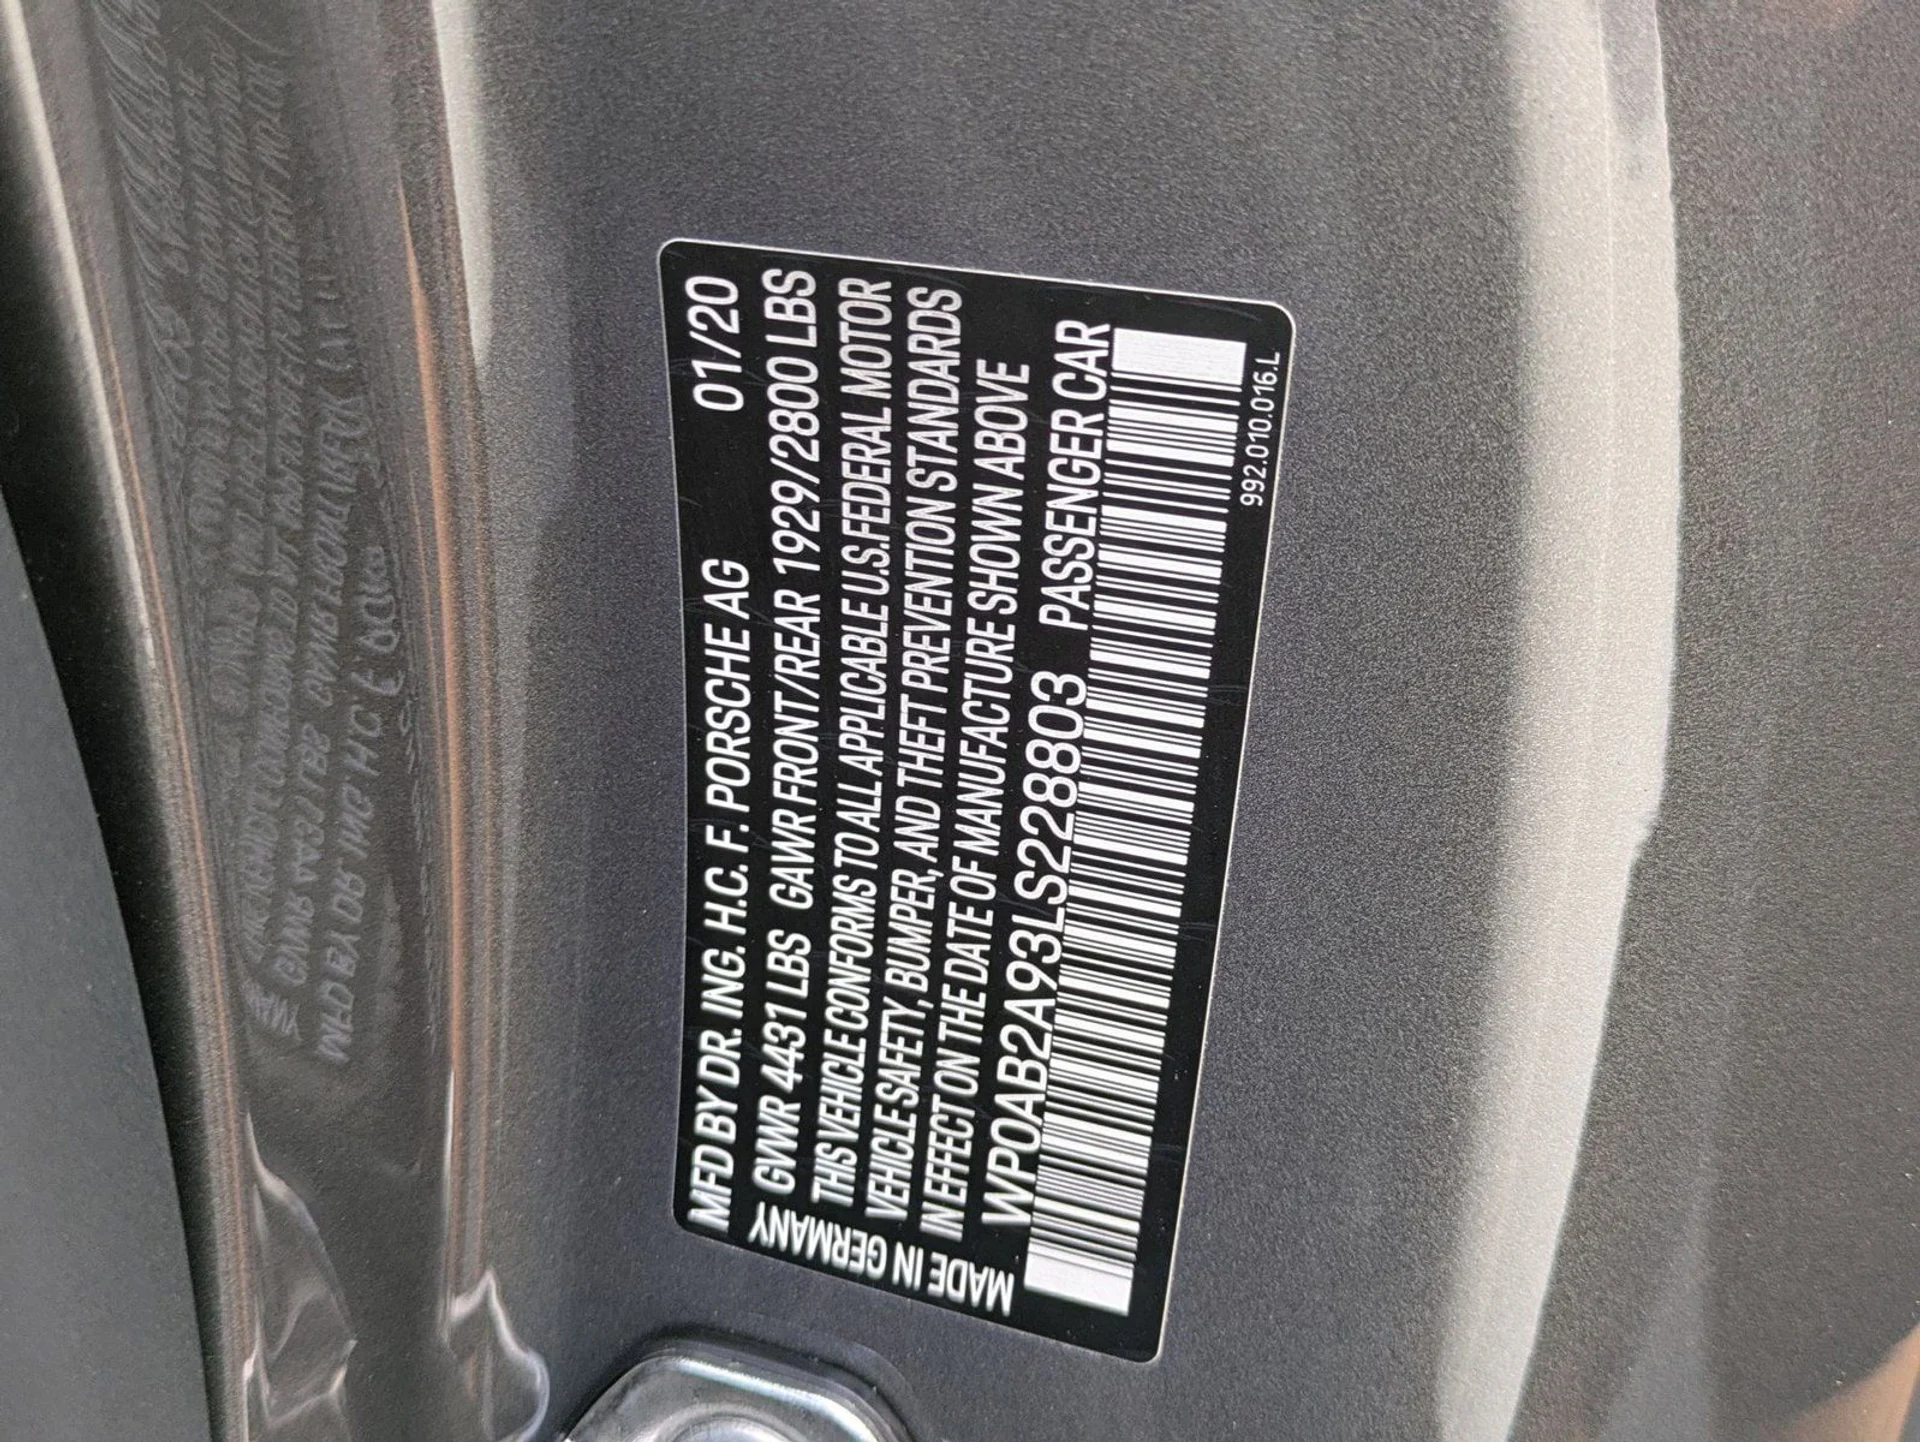 MFD BY DR. ING. H.C. F. PORSCHE AG 01/20
GVWR 4431 LBS GAWR FRONT/REAR 1929/2800 LBS
THIS VEHICLE CONFORMS TO ALL APPLICABLE U.S.FEDERAL MOTOR
VEHICLE SAFETY, BUMPER, AND THEFT PREVENTION STANDARDS
IN EFFECT ON THE DATE OF MANUFACTURE SHOWN ABOVE
WP0AB2A93LS228803 PASSENGER CAR
992.010.016.L
MADE IN GERMANY